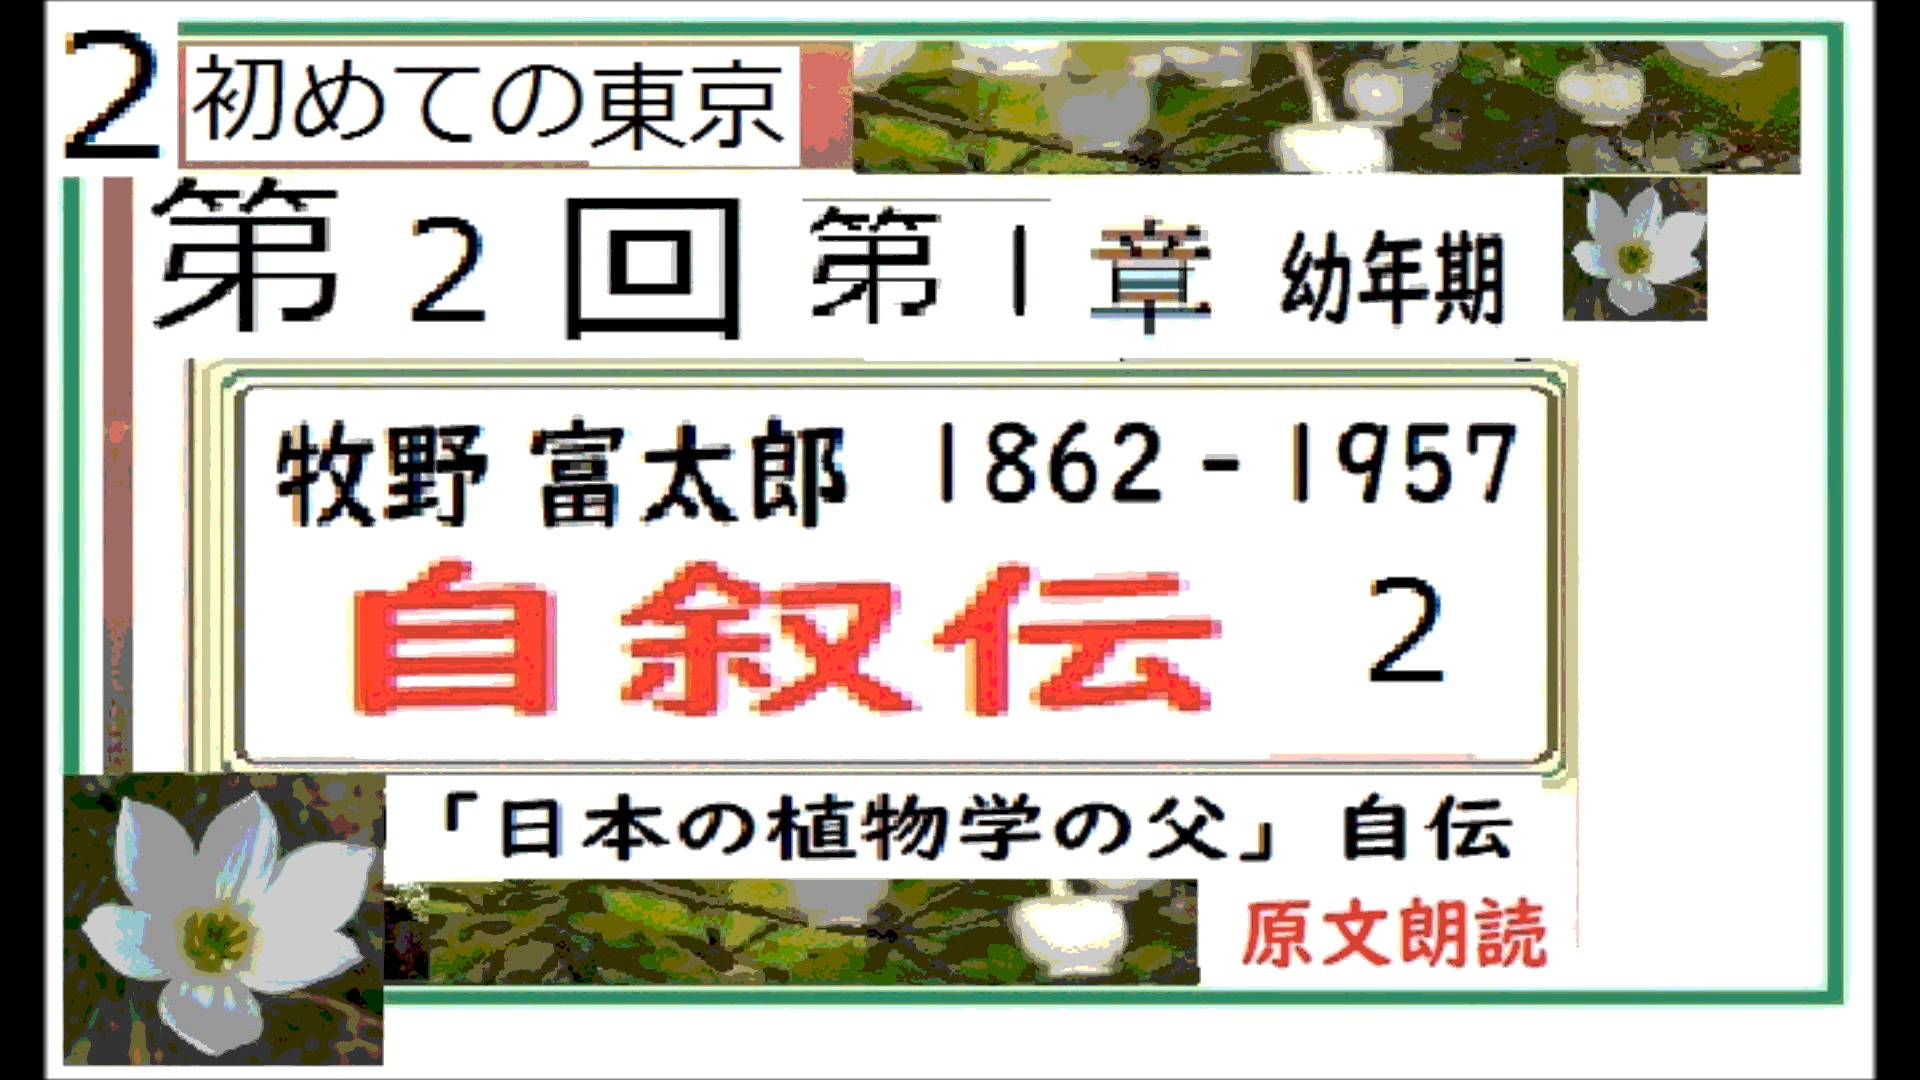 2 初めての東京
第2回 第1章 幼年期
牧野 富太郎 1862-1957
自叙伝 2
「日本の植物学の父」自伝
原文朗読